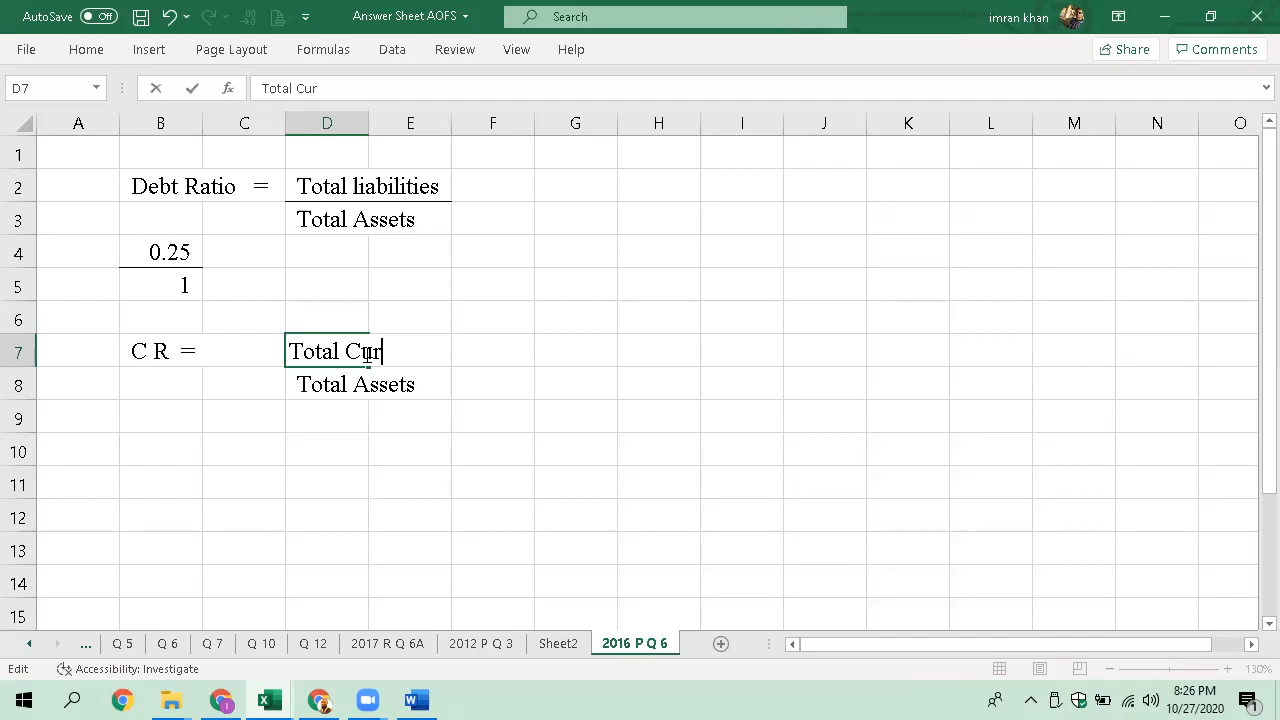 AutoSave Off Answer Sheet AOFS Search imran khan
File Home Insert Page Layout Formulas Data Review View Help Share Comments
D7 fx Total Cur
A B C D E F G H I J K L M N O
1
2 Debt Ratio = Total liabilities
3 Total Assets
4 0.25
5 1
6
7 C R = Total Cur
8 Total Assets
9
10
11
12
13
14
15
... Q 5 Q 6 Q 7 Q 10 Q 12 2017 R Q 6A 2012 P Q 3 Sheet2 2016 P Q 6
Edit Accessibility: Investigate 130%
8:26 PM
10/27/2020